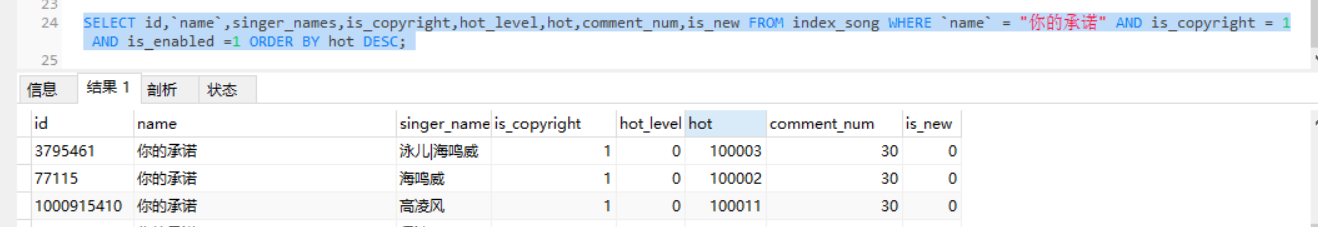 23
24 SELECT id,`name`,singer_names,is_copyright,hot_level,hot,comment_num,is_new FROM index_song WHERE `name` = "你的承诺" AND is_copyright = 1
AND is_enabled =1 ORDER BY hot DESC;
25
信息 结果 1 剖析 状态
id name singer_name is_copyright hot_level hot comment_num is_new
3795461 你的承诺 泳儿|海鸣威 1 0 100003 30 0
77115 你的承诺 海鸣威 1 0 100002 30 0
1000915410 你的承诺 高凌风 1 0 100011 30 0